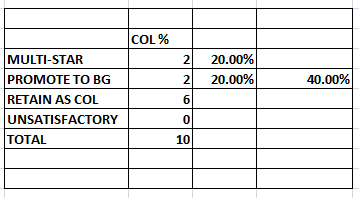 COL %
MULTI-STAR 2 20.00%
PROMOTE TO BG 2 20.00% 40.00%
RETAIN AS COL 6
UNSATISFACTORY 0
TOTAL 10